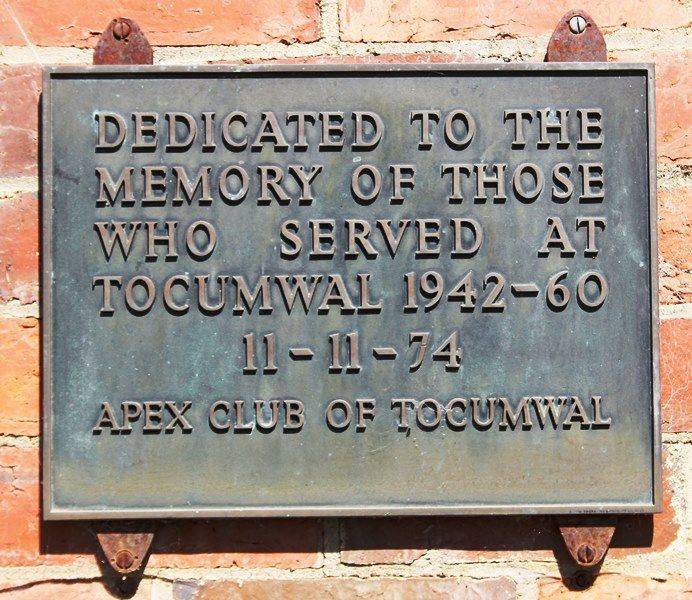 DEDICATED TO THE
MEMORY OF THOSE
WHO SERVED AT
TOCUMWAL 1942-60
11-11-74
APEX CLUB OF TOCUMWAL